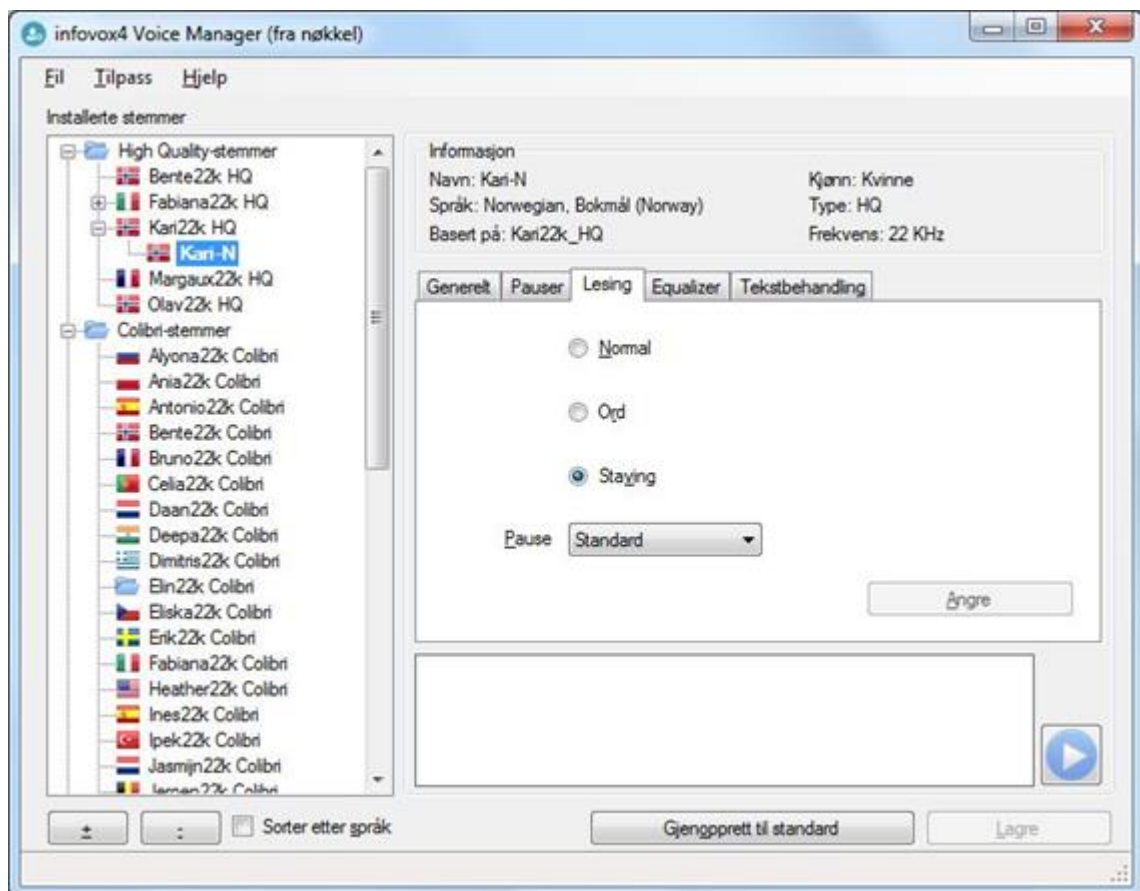 infovox4 Voice Manager (fra nøkkel)
Fil Tilpass Hjelp
Installerte stemmer
High Quality-stemmer
Bente22k HQ
Fabiana22k HQ
Kari22k HQ
Kari-N
Margaux22k HQ
Olav22k HQ
Colibri-stemmer
Alyona22k Colibri
Ania22k Colibri
Antonio22k Colibri
Bente22k Colibri
Bruno22k Colibri
Celia22k Colibri
Daan22k Colibri
Deepa22k Colibri
Dimitris22k Colibri
Elin22k Colibri
Eliska22k Colibri
Erik22k Colibri
Fabiana22k Colibri
Heather22k Colibri
Ines22k Colibri
Ipek22k Colibri
Jasmijn22k Colibri
Jeroen22k Colibri
Informasjon
Navn: Kari-N Kjønn: Kvinne
Språk: Norwegian, Bokmål (Norway) Type: HQ
Basert på: Kari22k_HQ Frekvens: 22 KHz
Generelt Pauser Lesing Equalizer Tekstbehandling
Normal
Ord
Staving
Pause Standard
Angre
+ - Sorter etter språk Gjenopprett til standard Lagre